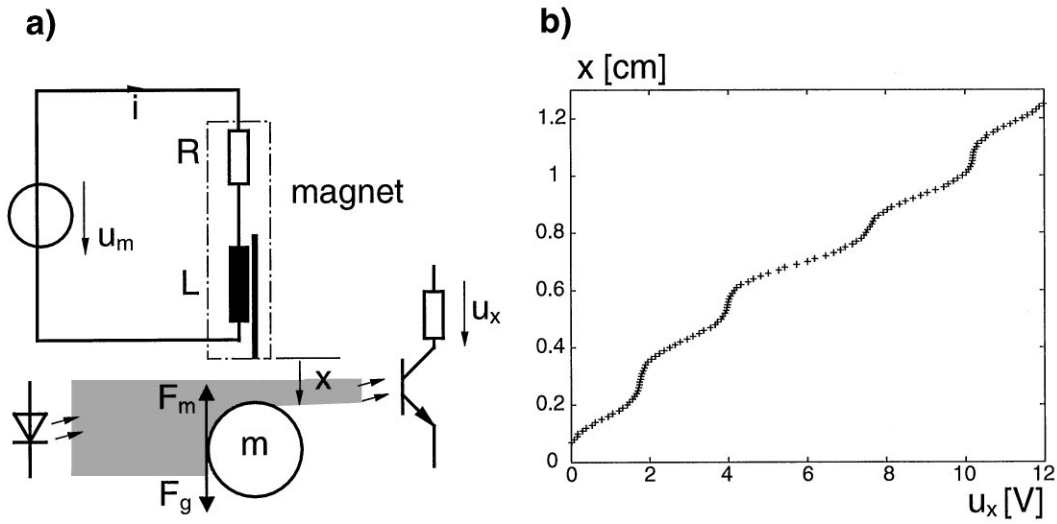 a)
i
R
magnet
u_m
L
u_x
x
F_m
m
F_g
b)
x [cm]
1.2
1
0.8
0.6
0.4
0.2
0
0 2 4 6 8 10 12
u_x [V]